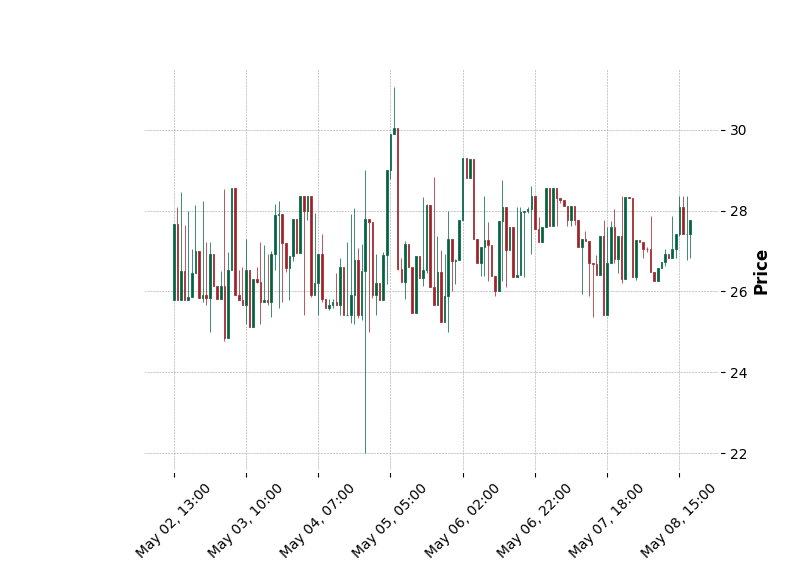 30
28
26
24
22
Price
May 02, 13:00
May 03, 10:00
May 04, 07:00
May 05, 05:00
May 06, 02:00
May 06, 22:00
May 07, 18:00
May 08, 15:00